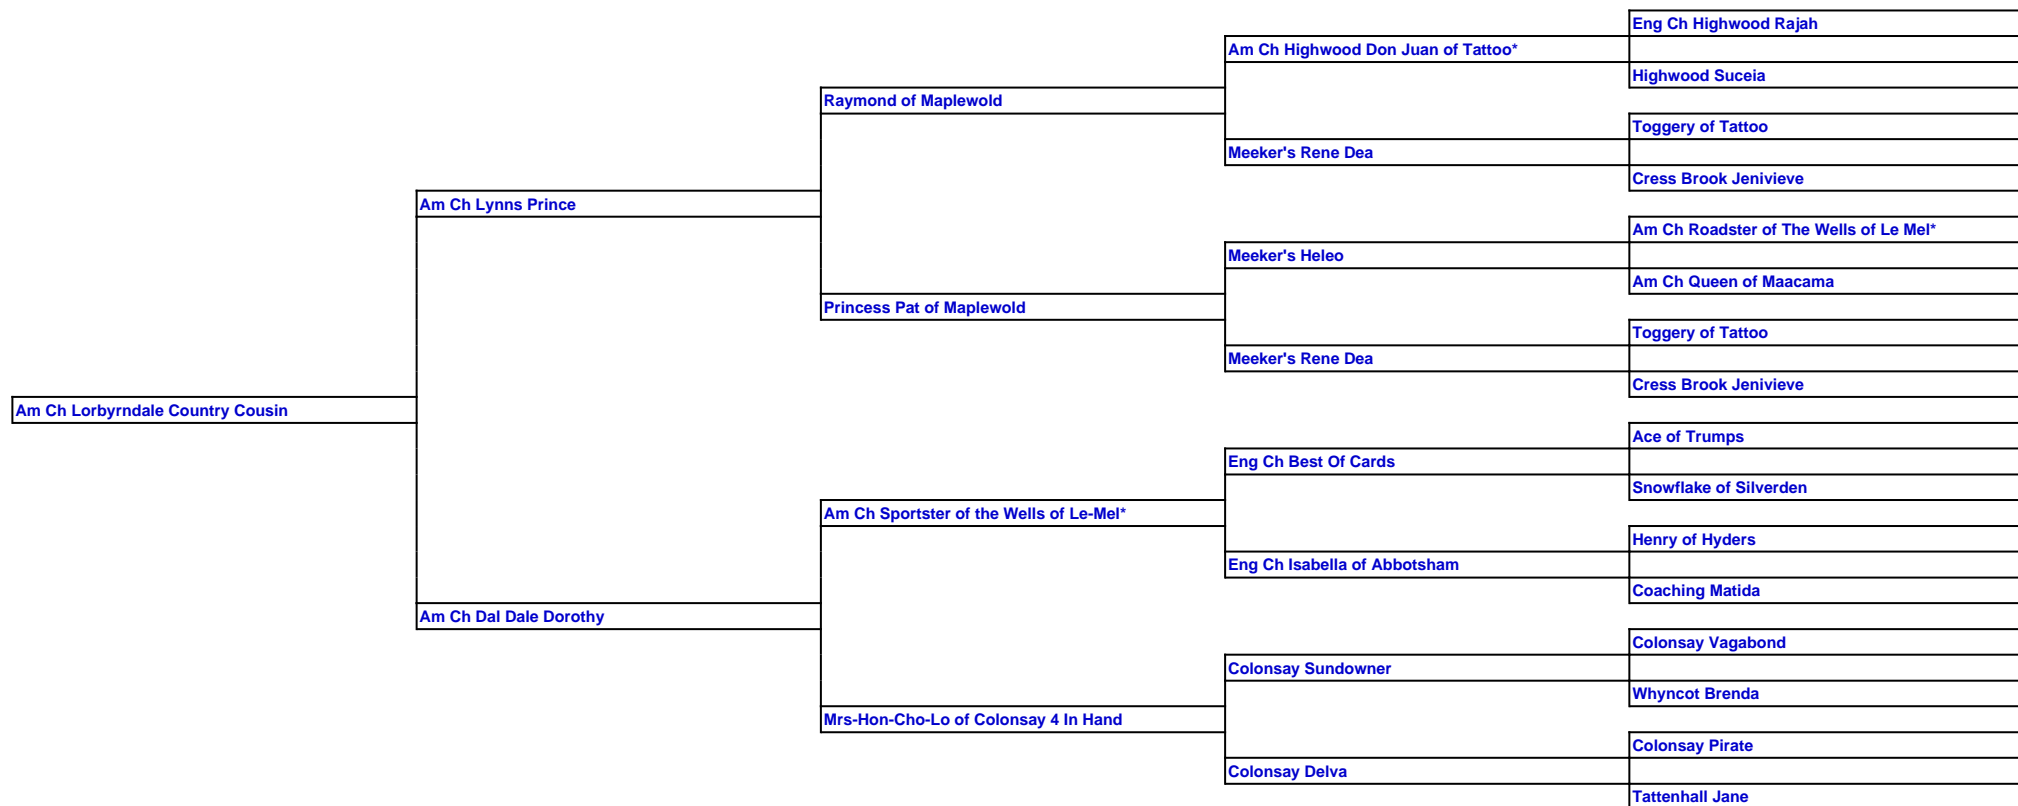 Eng Ch Highwood Rajah
Am Ch Highwood Don Juan of Tattoo*
Highwood Suceia
Raymond of Maplewold
Toggery of Tattoo
Meeker's Rene Dea
Cress Brook Jenivieve
Am Ch Lynns Prince
Am Ch Roadster of The Wells of Le Mel*
Meeker's Heleo
Am Ch Queen of Maacama
Princess Pat of Maplewold
Toggery of Tattoo
Meeker's Rene Dea
Cress Brook Jenivieve
Am Ch Lorbyrndale Country Cousin
Ace of Trumps
Eng Ch Best Of Cards
Snowflake of Silverden
Am Ch Sportster of the Wells of Le-Mel*
Henry of Hyders
Eng Ch Isabella of Abbotsham
Coaching Matida
Am Ch Dal Dale Dorothy
Colonsay Vagabond
Colonsay Sundowner
Whyncot Brenda
Mrs-Hon-Cho-Lo of Colonsay 4 In Hand
Colonsay Pirate
Colonsay Delva
Tattenhall Jane